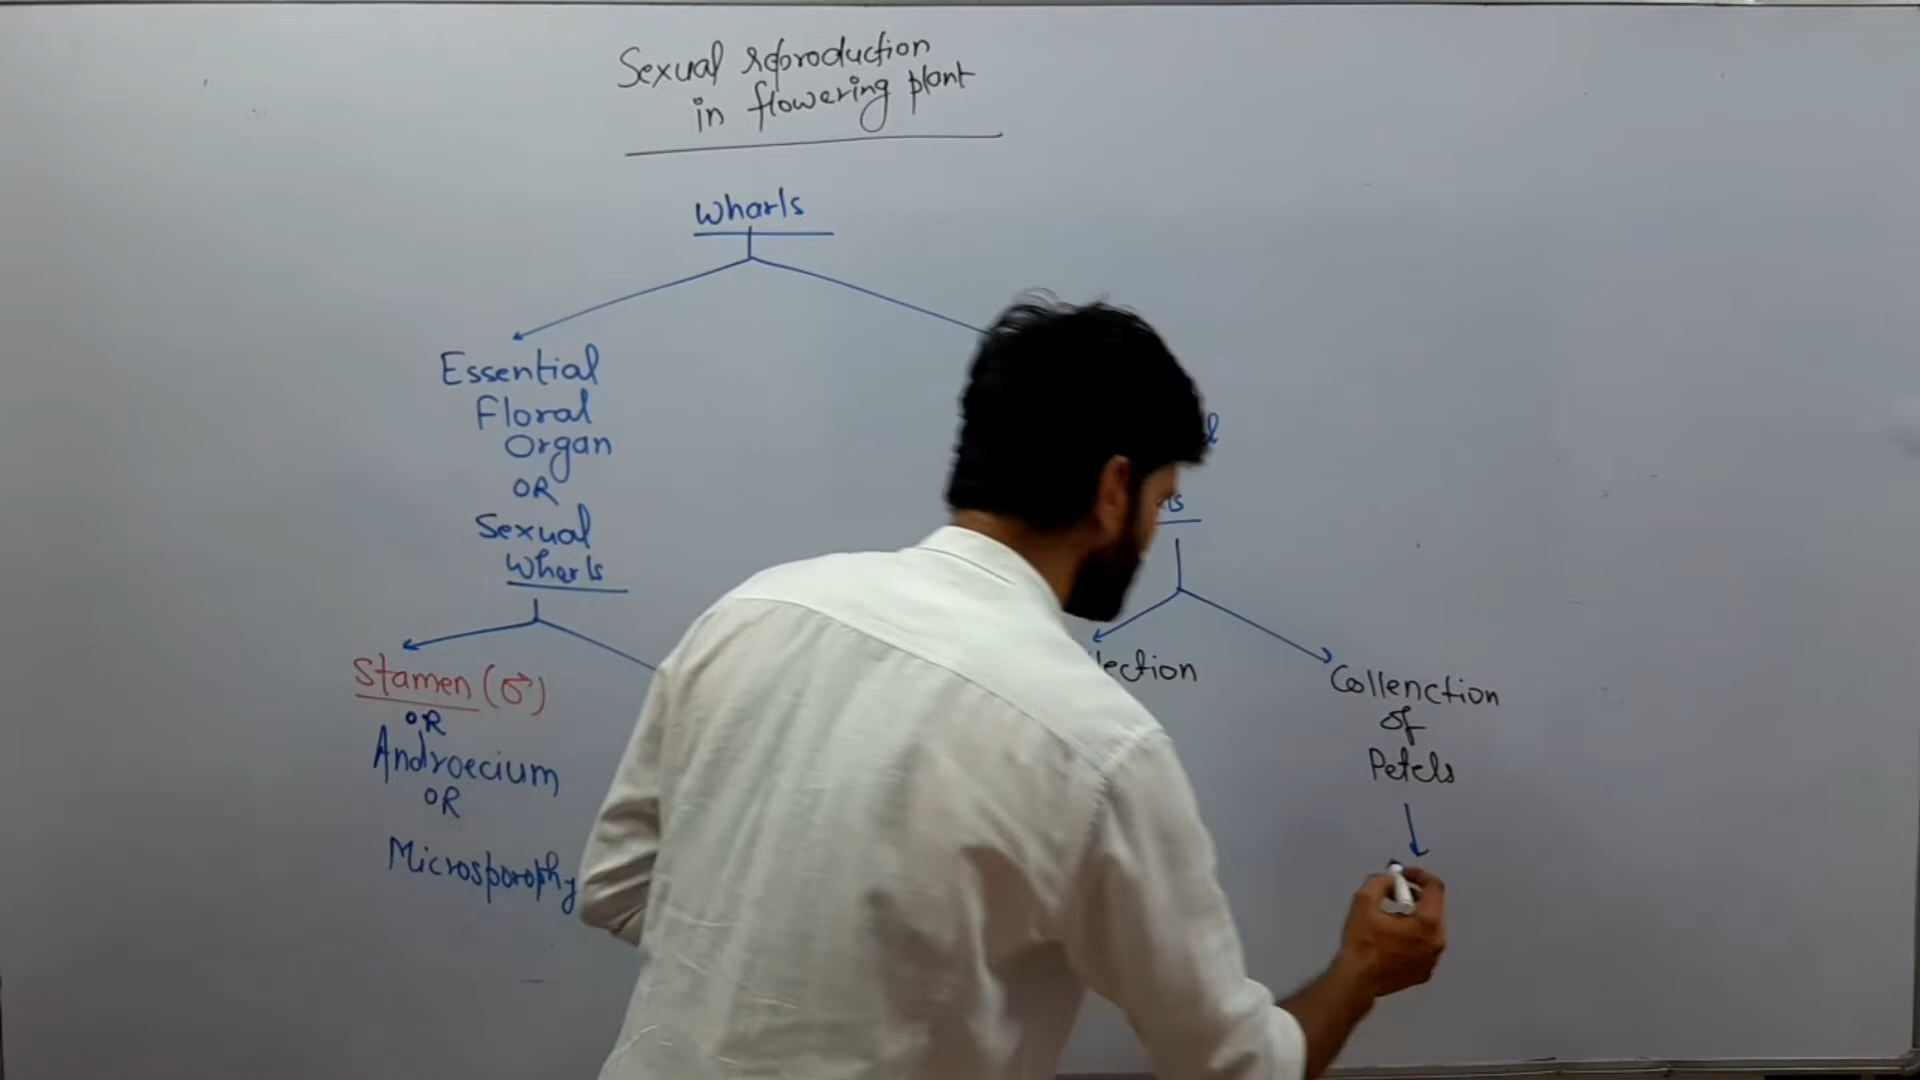 Sexual reproduction
in flowering plant
Wharls
Essential
Floral
Organ
OR
Sexual
Wharls
Stamen (♂)
OR
Androecium
OR
Microsporophy
Collenction
of
Petels